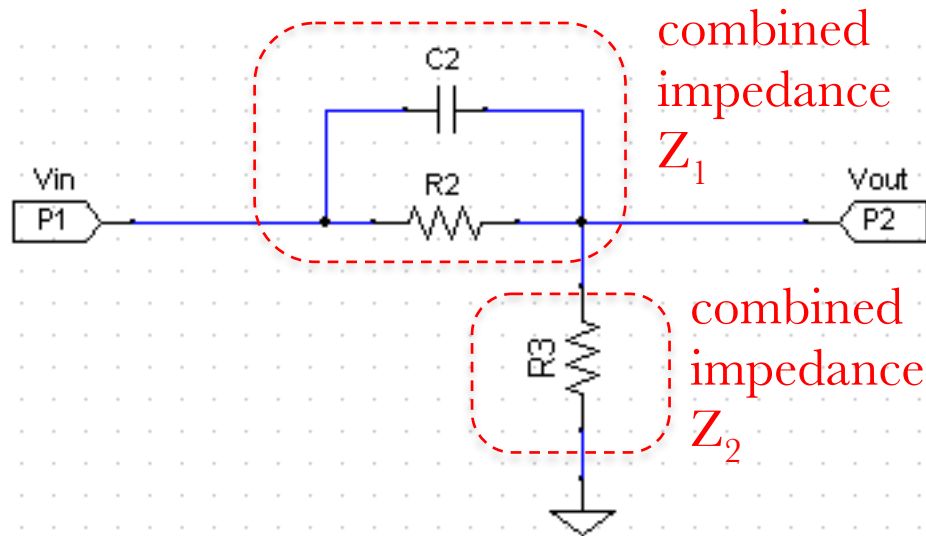 combined
impedance
Z₁
C2
Vin
P1
R2
Vout
P2
combined
impedance
Z₂
R3